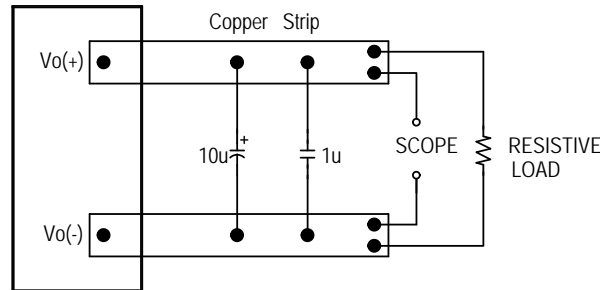 Copper Strip
Vo(+)
+
10u
1u
SCOPE
RESISTIVE
LOAD
Vo(-)